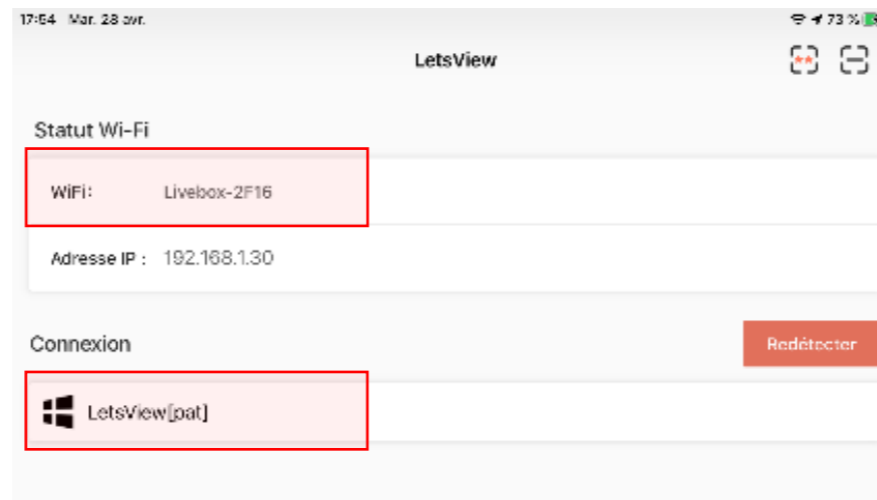 17:54 Mar. 28 avr.
73 %
LetsView
Statut Wi-Fi
WiFi: Livebox-2F16
Adresse IP : 192.168.1.30
Connexion
Redétecter
LetsView[pat]